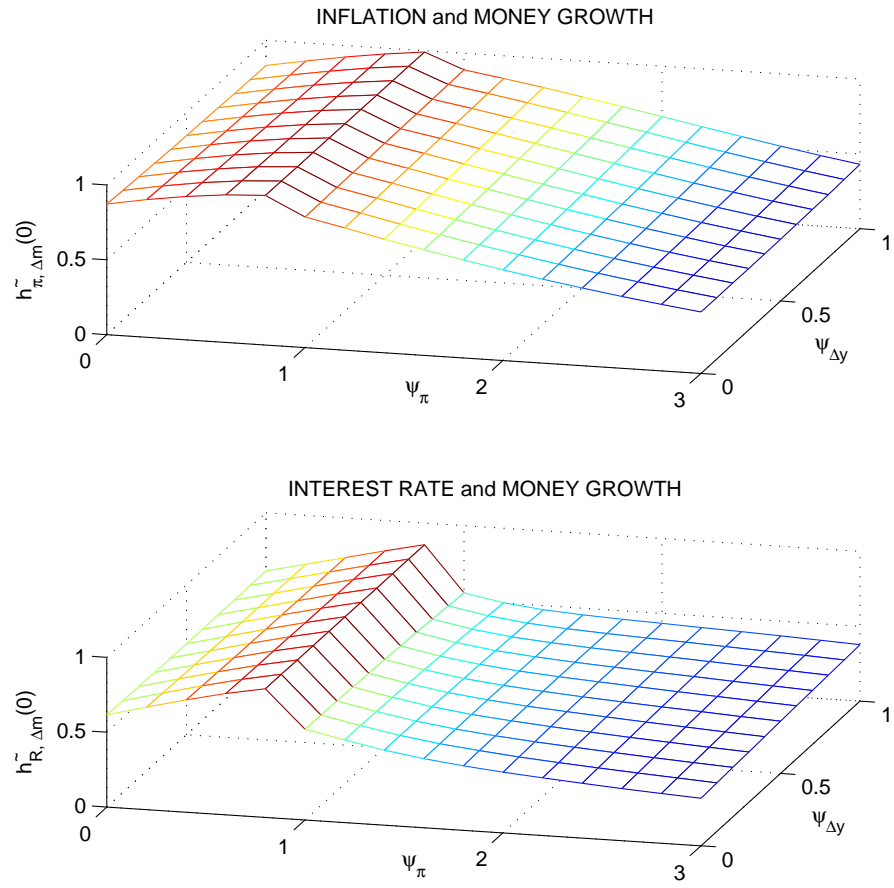 INFLATION and MONEY GROWTH
1
0.5
0
h~π, Δm(0)
0
1
2
3
ψπ
0
0.5
1
ψΔy
INTEREST RATE and MONEY GROWTH
1
0.5
0
h~R, Δm(0)
0
1
2
3
ψπ
0
0.5
1
ψΔy